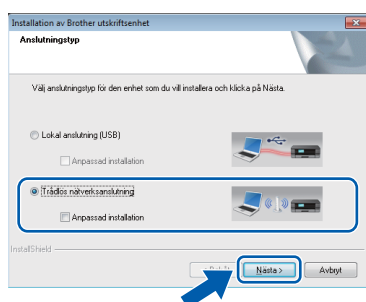 Installation av Brother utskriftsenhet
Anslutningstyp
Välj anslutningstyp för den enhet som du vill installera och klicka på Nästa.
Lokal anslutning (USB)
Anpassad installation
Trådlös nätverksanslutning
Anpassad installation
InstallShield
Nästa > Avbryt